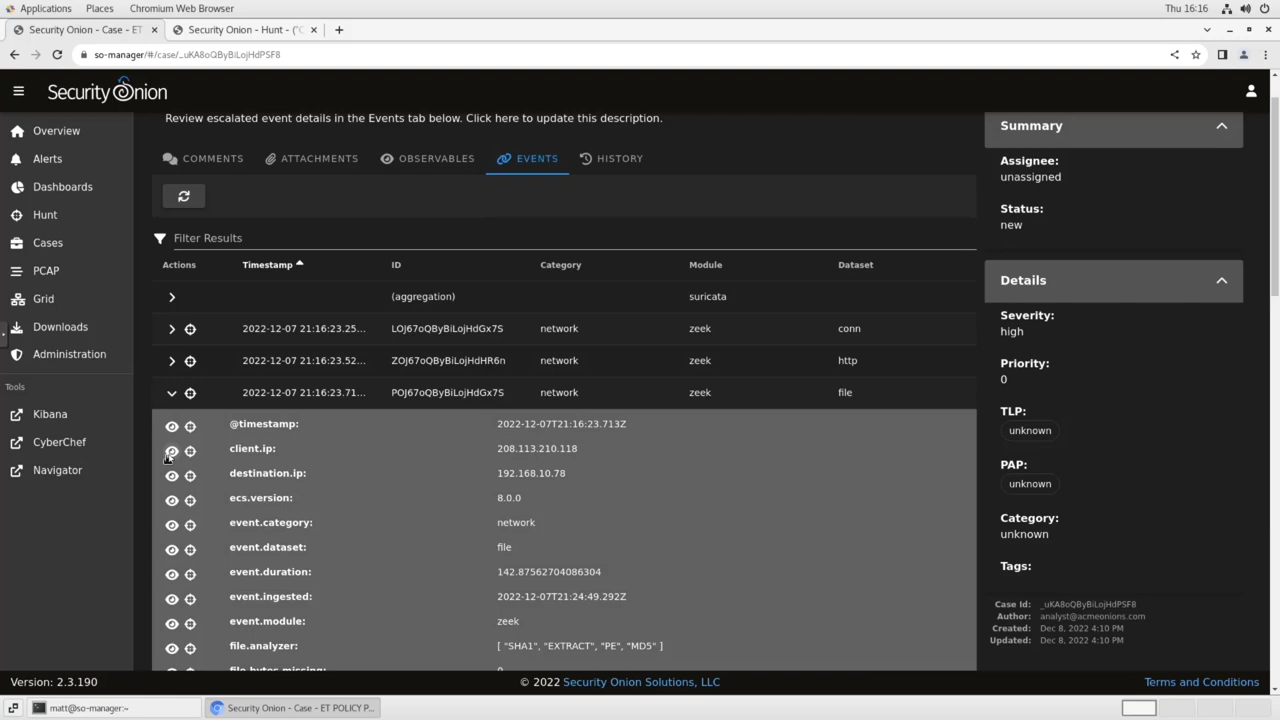 Applications Places Chromium Web Browser Thu 16:16
Security Onion - Case - ET Security Onion - Hunt - ("C
so-manager/#/case/_uKA8oQByBiLojHdPSF8
Security Onion
Overview
Alerts
Dashboards
Hunt
Cases
PCAP
Grid
Downloads
Administration
Tools
Kibana
CyberChef
Navigator
Review escalated event details in the Events tab below. Click here to update this description.
COMMENTS ATTACHMENTS OBSERVABLES EVENTS HISTORY
Filter Results
Actions Timestamp ID Category Module Dataset
(aggregation) suricata
2022-12-07 21:16:23.25... LOJ67oQByBiLojHdGx7S network zeek conn
2022-12-07 21:16:23.52... ZOJ67oQByBiLojHdHR6n network zeek http
2022-12-07 21:16:23.71... POJ67oQByBiLojHdGx7S network zeek file
@timestamp: 2022-12-07T21:16:23.713Z
client.ip: 208.113.210.118
destination.ip: 192.168.10.78
ecs.version: 8.0.0
event.category: network
event.dataset: file
event.duration: 142.87562704086304
event.ingested: 2022-12-07T21:24:49.292Z
event.module: zeek
file.analyzer: [ "SHA1", "EXTRACT", "PE", "MD5" ]
file.bytes.missing: 0
Summary
Assignee:
unassigned
Status:
new
Details
Severity:
high
Priority:
0
TLP:
unknown
PAP:
unknown
Category:
unknown
Tags:
Case Id: _uKA8oQByBiLojHdPSF8
Author: analyst@acmeonions.com
Created: Dec 8, 2022 4:10 PM
Updated: Dec 8, 2022 4:10 PM
Version: 2.3.190 © 2022 Security Onion Solutions, LLC Terms and Conditions
matt@so-manager:~ Security Onion - Case - ET POLICY P...